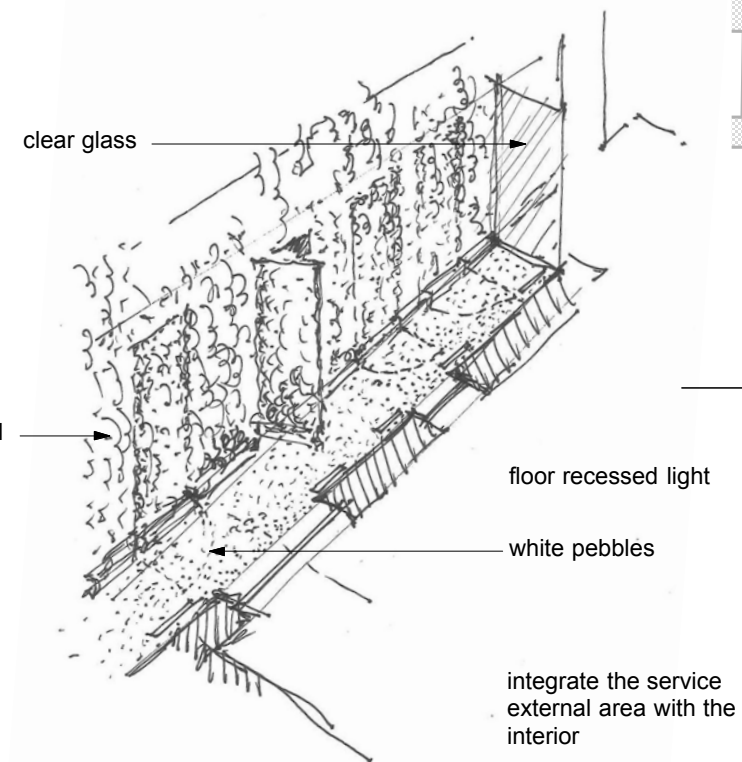 clear glass
floor recessed light
white pebbles
integrate the service
external area with the
interior